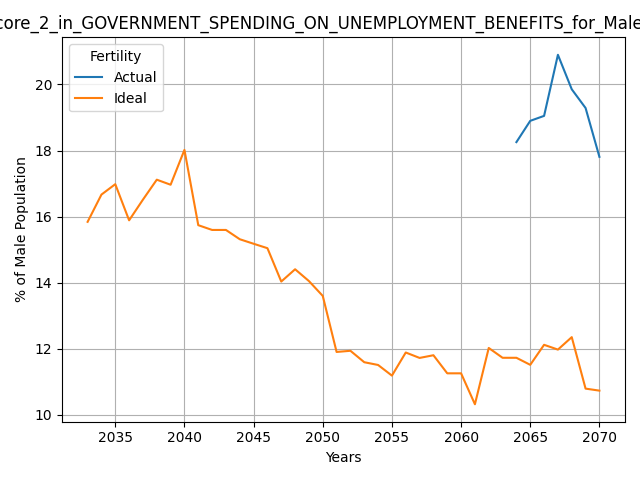 core_2_in_GOVERNMENT_SPENDING_ON_UNEMPLOYMENT_BENEFITS_for_Male
Fertility
Actual
Ideal
% of Male Population
20
18
16
14
12
10
2035 2040 2045 2050 2055 2060 2065 2070
Years